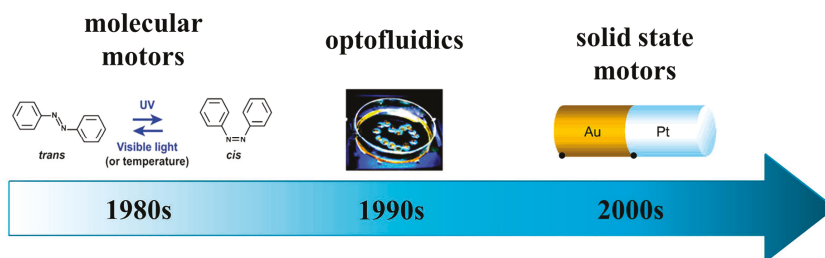 molecular
motors
optofluidics
solid state
motors
N
N
UV
Visible light
(or temperature)
trans
N=N
cis
Au
Pt
1980s
1990s
2000s